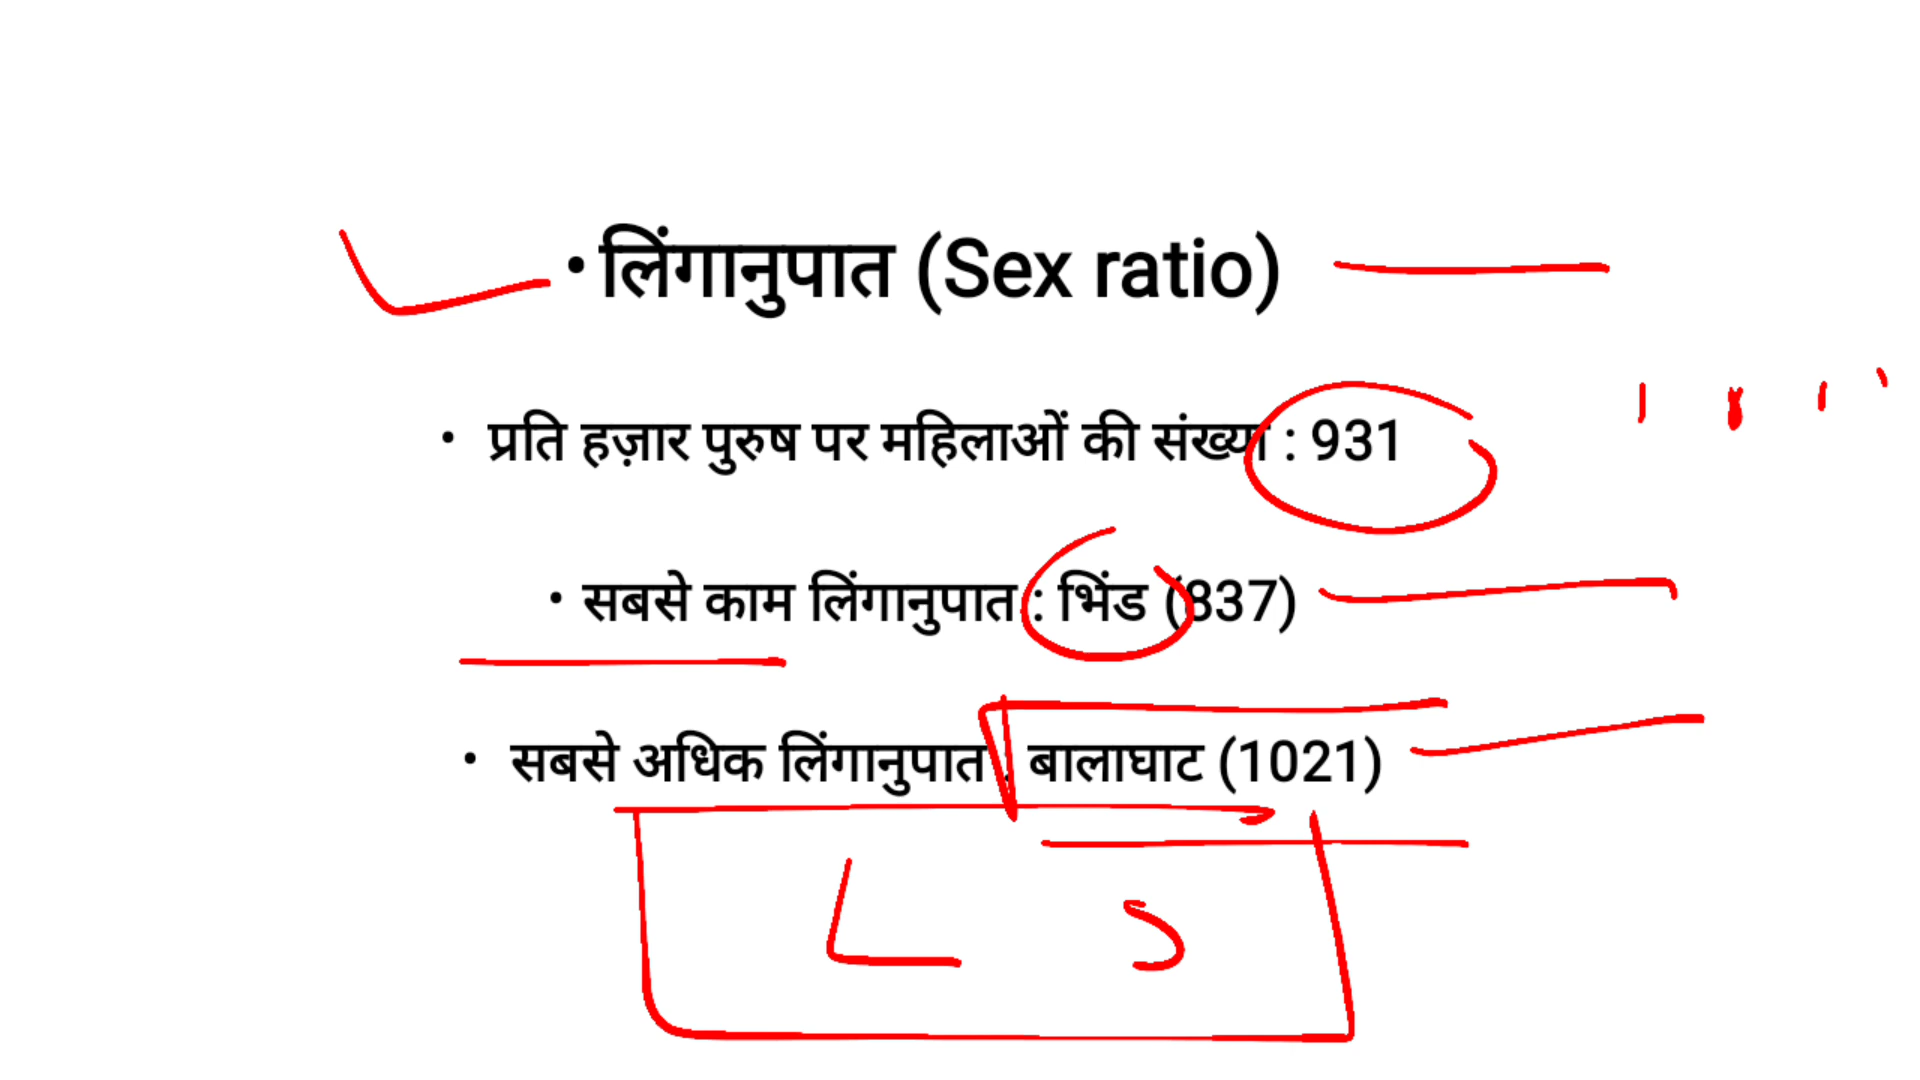 • लिंगानुपात (Sex ratio)
• प्रति हज़ार पुरुष पर महिलाओं की संख्या : 931
• सबसे काम लिंगानुपात : भिंड (837)
• सबसे अधिक लिंगानुपात : बालाघाट (1021)